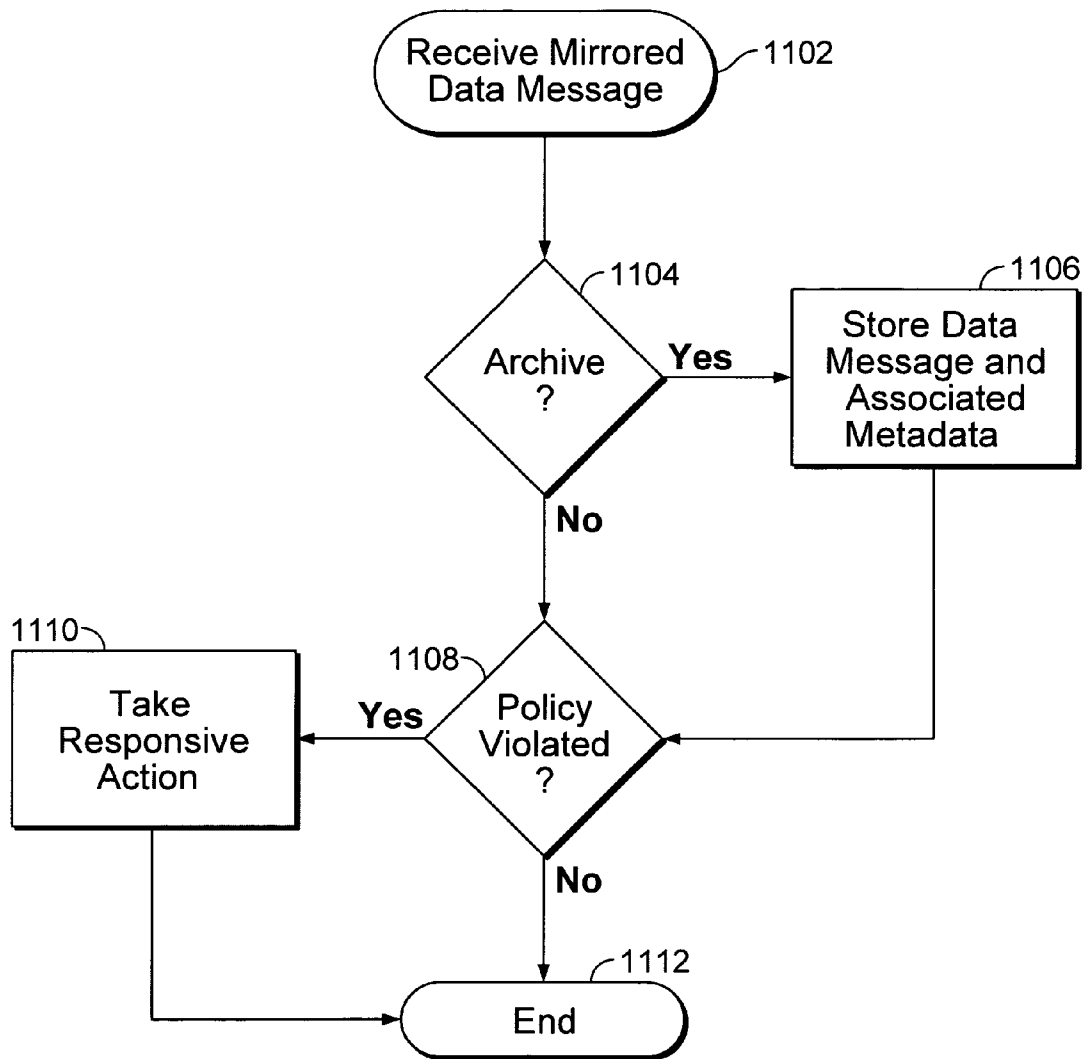 Receive Mirrored
Data Message
1102
1104
Archive
?
Yes
No
1106
Store Data
Message and
Associated
Metadata
1108
Policy
Violated
?
Yes
No
1110
Take
Responsive
Action
1112
End